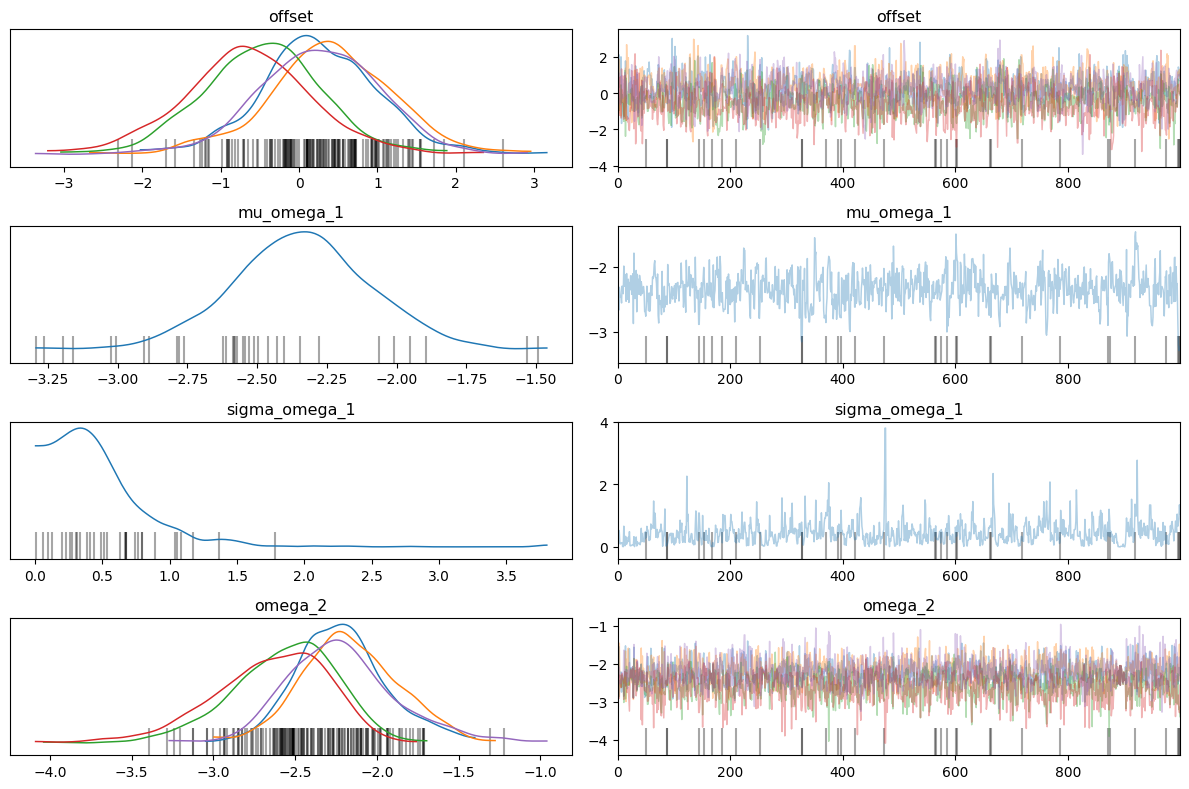 offset offset
−3 −2 −1 0 1 2 3
2
0
−2
−4
0 200 400 600 800
mu_omega_1 mu_omega_1
−3.25 −3.00 −2.75 −2.50 −2.25 −2.00 −1.75 −1.50
−2
−3
0 200 400 600 800
sigma_omega_1 sigma_omega_1
0.0 0.5 1.0 1.5 2.0 2.5 3.0 3.5
4
2
0
0 200 400 600 800
omega_2 omega_2
−4.0 −3.5 −3.0 −2.5 −2.0 −1.5 −1.0
−1
−2
−3
−4
0 200 400 600 800